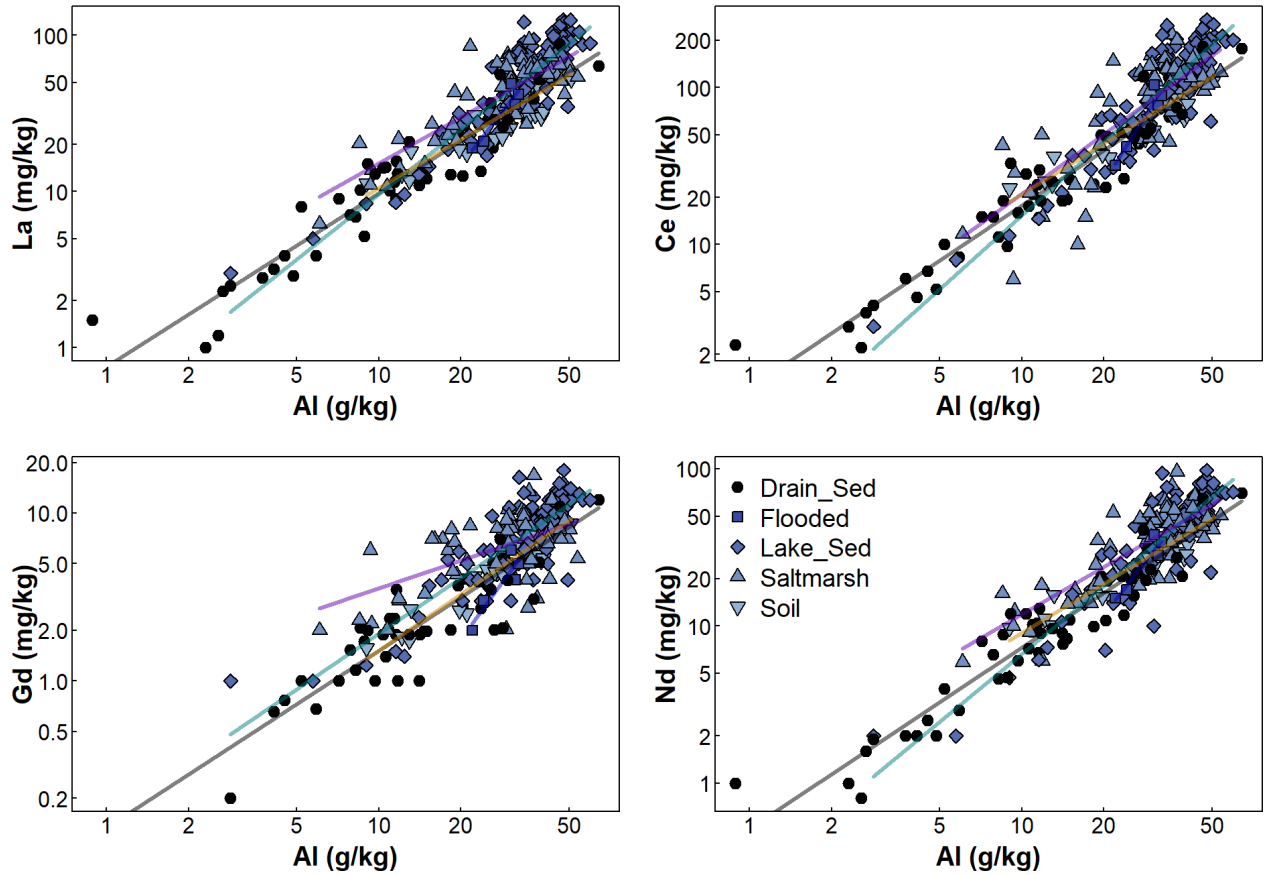 100
50
20
10
5
2
1
La (mg/kg)
1 2 5 10 20 50
Al (g/kg)
200
100
50
20
10
5
2
Ce (mg/kg)
1 2 5 10 20 50
Al (g/kg)
20.0
10.0
5.0
2.0
1.0
0.5
0.2
Gd (mg/kg)
1 2 5 10 20 50
Al (g/kg)
100
50
20
10
5
2
1
Nd (mg/kg)
Drain_Sed
Flooded
Lake_Sed
Saltmarsh
Soil
1 2 5 10 20 50
Al (g/kg)